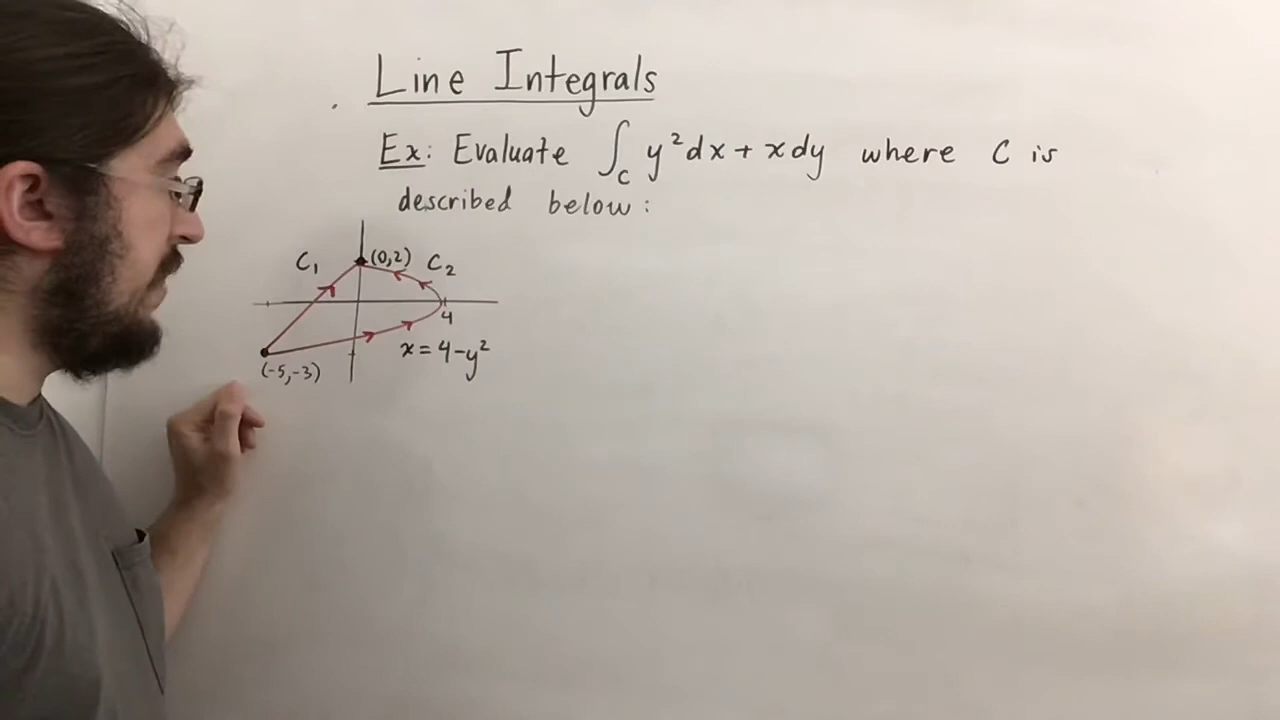 Line Integrals
Ex: Evaluate ∫_C y²dx + xdy where C is
described below:
C₁ (0,2) C₂
4
x = 4-y²
(-5,-3)